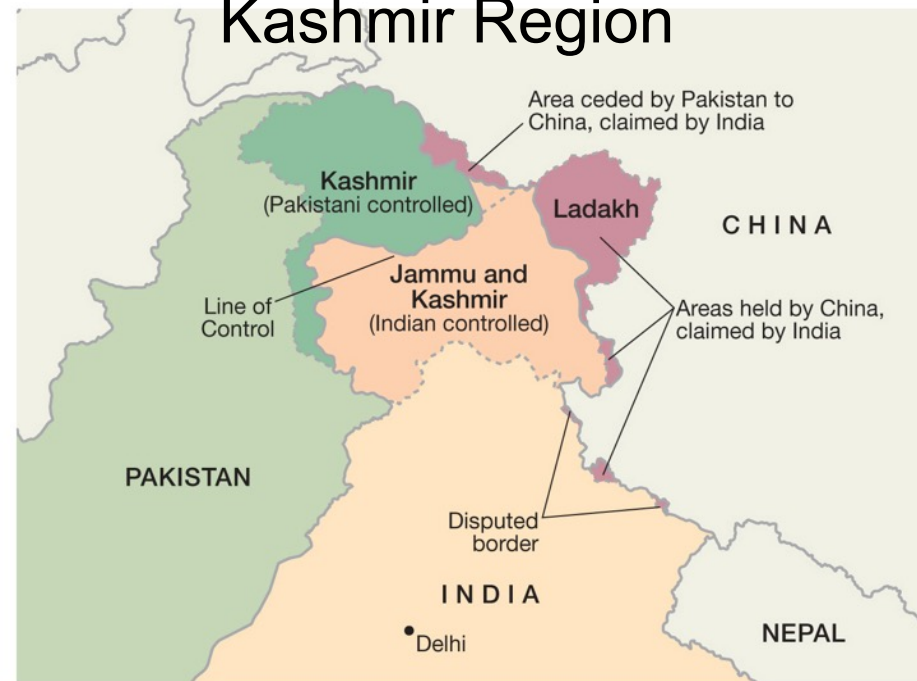 Kashmir Region
Area ceded by Pakistan to
China, claimed by India
Kashmir
(Pakistani controlled)
Ladakh
CHINA
Jammu and
Kashmir
(Indian controlled)
Line of
Control
Areas held by China,
claimed by India
PAKISTAN
Disputed
border
INDIA
Delhi
NEPAL